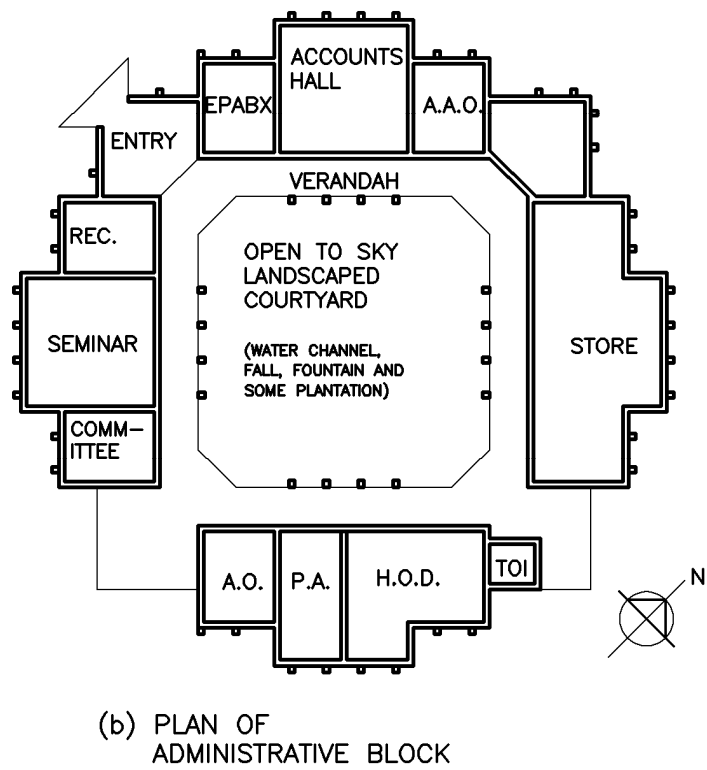 ACCOUNTS
HALL
EPABX
A.A.O.
ENTRY
VERANDAH
REC.
OPEN TO SKY
LANDSCAPED
COURTYARD
SEMINAR
(WATER CHANNEL,
FALL, FOUNTAIN AND
SOME PLANTATION)
STORE
COMM-
ITTEE
A.O.
P.A.
H.O.D.
TOI
N
(b) PLAN OF
ADMINISTRATIVE BLOCK